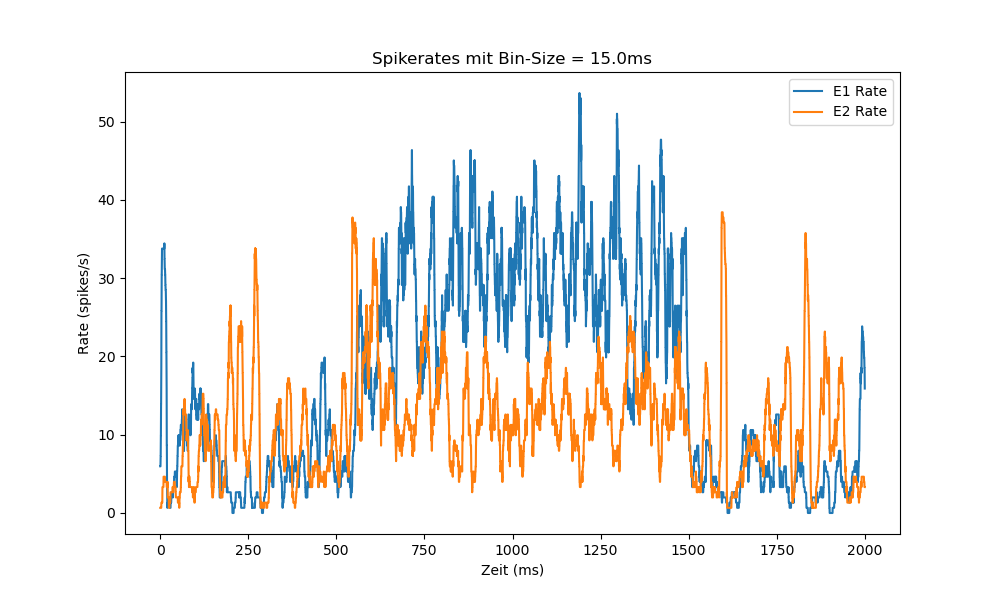 Spikerates mit Bin-Size = 15.0ms
E1 Rate
E2 Rate
Rate (spikes/s)
50
40
30
20
10
0
0 250 500 750 1000 1250 1500 1750 2000
Zeit (ms)